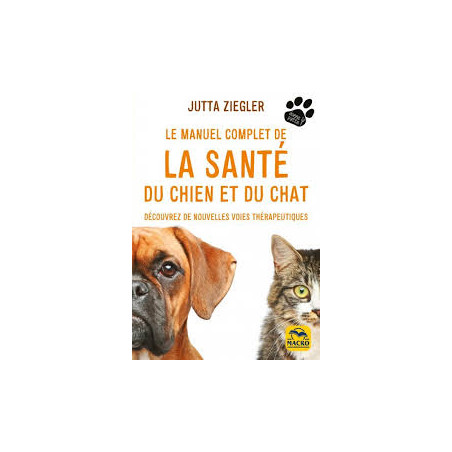 JUTTA ZIEGLER
LE MANUEL COMPLET DE
LA SANTÉ
DU CHIEN ET DU CHAT
DÉCOUVREZ DE NOUVELLES VOIES THÉRAPEUTIQUES
MACRO